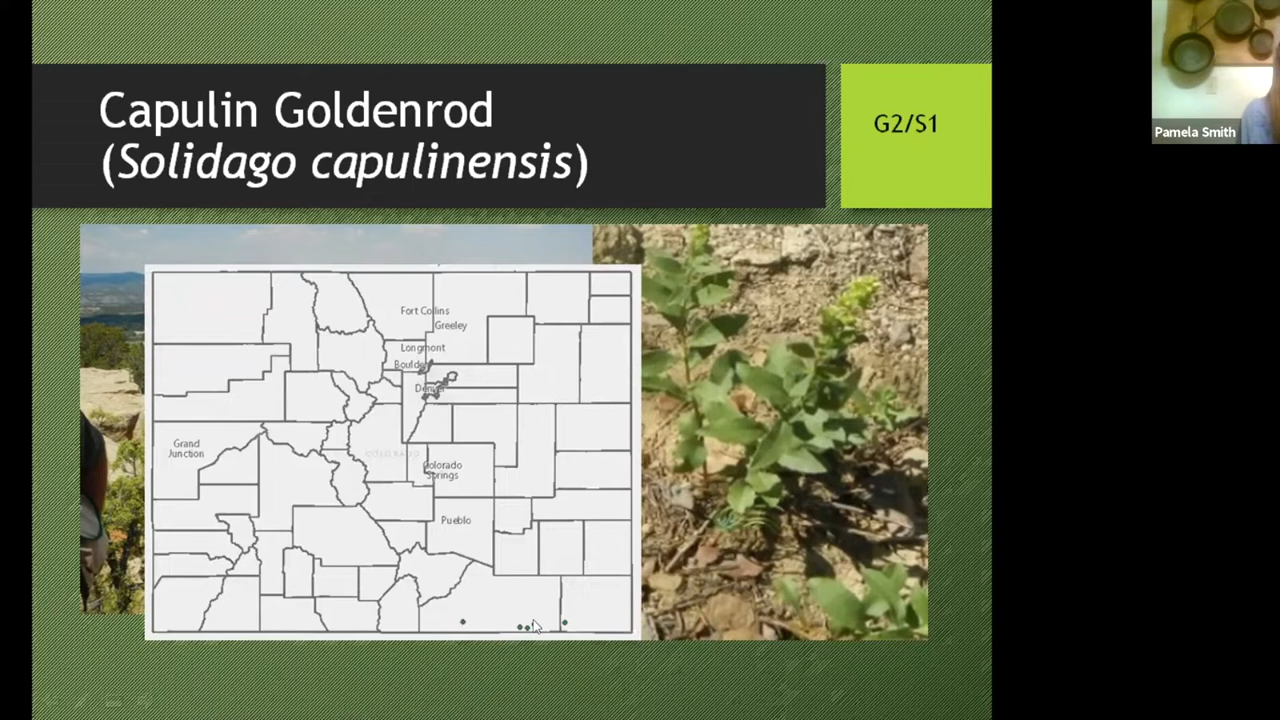 Capulin Goldenrod
(Solidago capulinensis)
G2/S1
Pamela Smith
Fort Collins
Greeley
Longmont
Boulder
Denver
Grand
Junction
COLORADO
Colorado
Springs
Pueblo